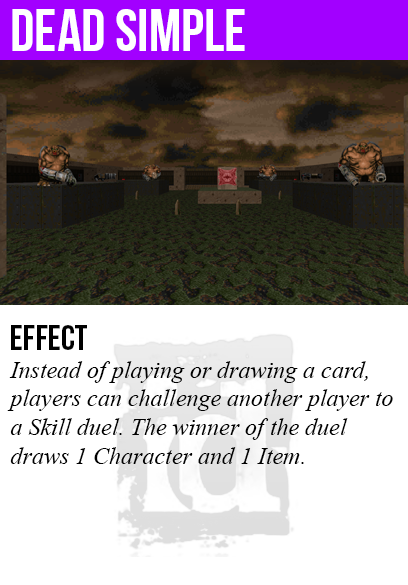 DEAD SIMPLE
EFFECT
Instead of playing or drawing a card,
players can challenge another player to
a Skill duel. The winner of the duel
draws 1 Character and 1 Item.
id